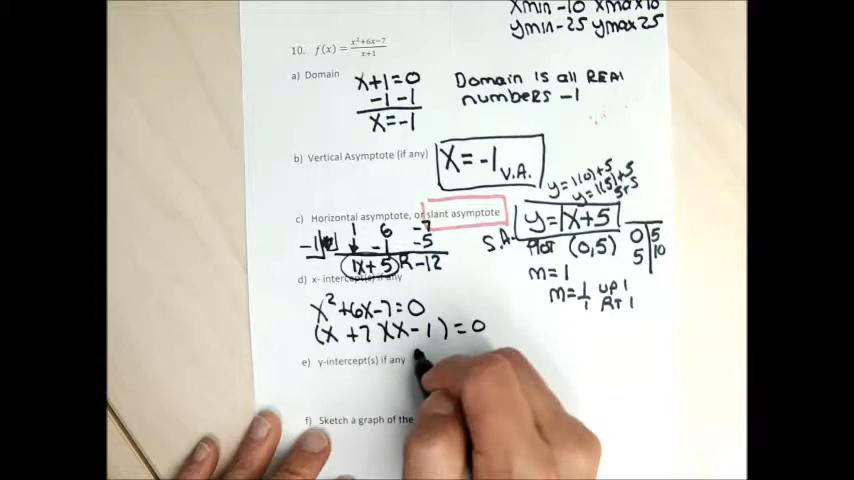 xmin -10 xmax 10
ymin -25 ymax 25
10. f(x) = x²+6x-7 / x+1
a) Domain
x+1=0
-1 -1
x=-1
Domain is all REAl
numbers -1
b) Vertical Asymptote (if any)
x = -1 V.A.
c) Horizontal asymptote, or slant asymptote
-1 1 6 -7
-1 -5
1x+5 R-12
y=1(0)+5
y=1(5)+5
5+5
S.A. y=1x+5
Plot (0,5)
m=1
m=1/1 up 1
RT 1
0 5
5 10
d) x- intercept(s) if any
x²+6x-7=0
(x+7)(x-1)=0
e) y-intercept(s) if any
f) Sketch a graph of the